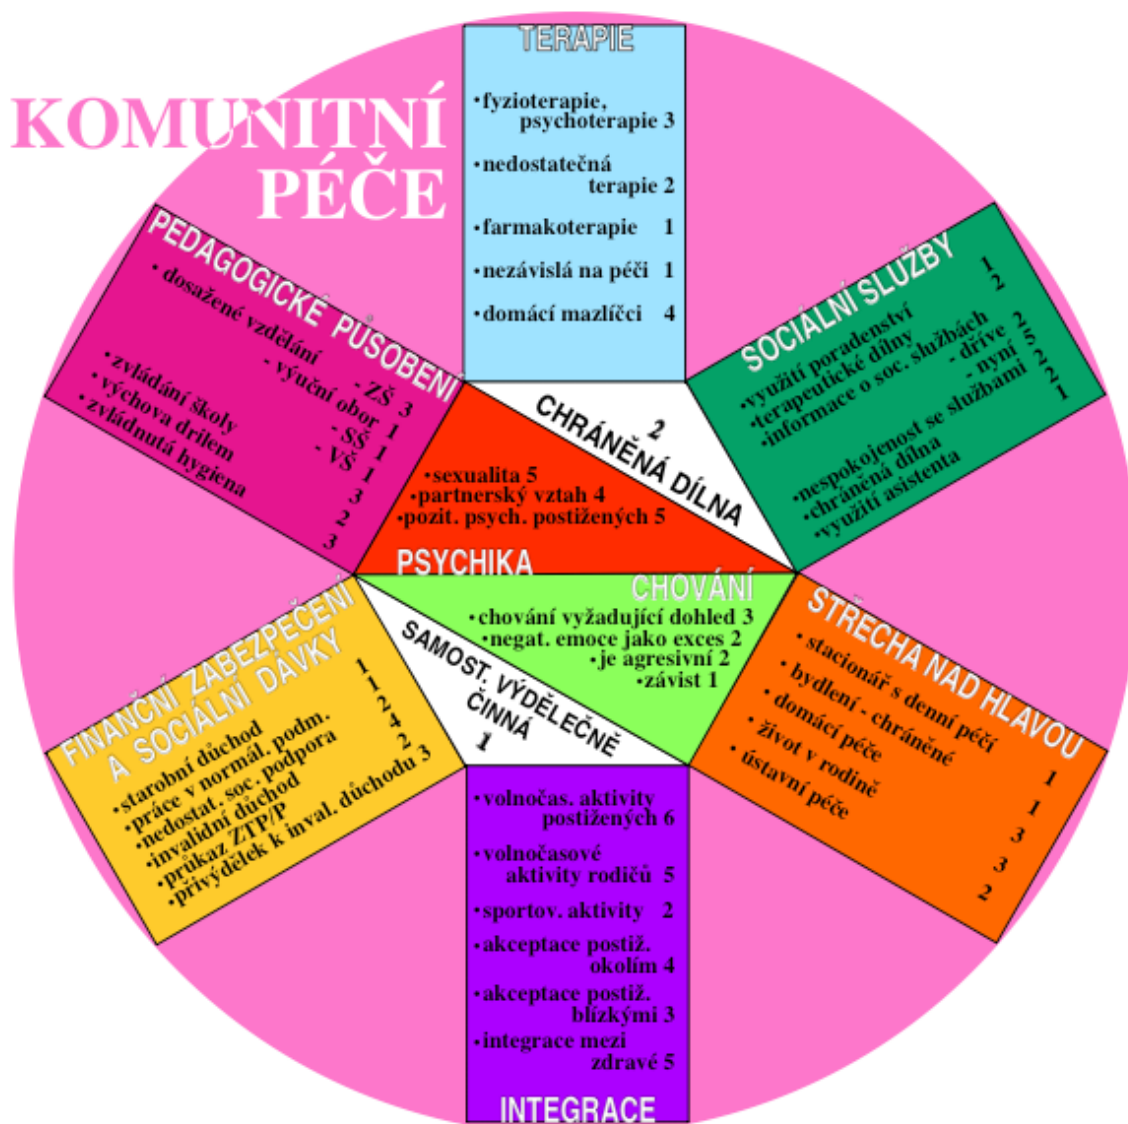 KOMUNITNÍ
PÉČE
TERAPIE
•fyzioterapie,
psychoterapie 3
•nedostatečná
terapie 2
•farmakoterapie 1
•nezávislá na péči 1
•domácí mazlíčci 4
PEDAGOGICKÉ PŮSOBENÍ
• dosažené vzdělání - ZŠ 3
- výuční obor 1
- SŠ 1
- VŠ 1
• zvládání školy 3
• výchova drilem 2
• zvládnutá hygiena 3
SOCIÁLNÍ SLUŽBY
•využití poradenství 1
•terapeutické dílny 2
•informace o soc. službách
- dříve 2
- nyní 5
•nespokojenost se službami 2
•chráněná dílna 2
•využití asistenta 1
CHRÁNĚNÁ DÍLNA
2
•sexualita 5
•partnerský vztah 4
•pozit. psych. postižených 5
PSYCHIKA
CHOVÁNÍ
•chování vyžadující dohled 3
•negat. emoce jako exces 2
•je agresivní 2
•závist 1
SAMOST. VÝDĚLEČNĚ
ČINNÁ
1
FINANČNÍ ZABEZPEČENÍ
A SOCIÁLNÍ DÁVKY
•starobní důchod 1
•práce v normál. podm. 1
•nedostat. soc. podpora 2
•invalidní důchod 4
•průkaz ZTP/P 2
•přivýdělek k inval. důchodu 3
STŘECHA NAD HLAVOU
• stacionář s denní péčí 1
• bydlení - chráněné 1
• domácí péče 3
• život v rodině 3
• ústavní péče 2
•volnočas. aktivity
postižených 6
•volnočasové
aktivity rodičů 5
•sportov. aktivity 2
•akceptace postiž.
okolím 4
•akceptace postiž.
blízkými 3
•integrace mezi
zdravé 5
INTEGRACE